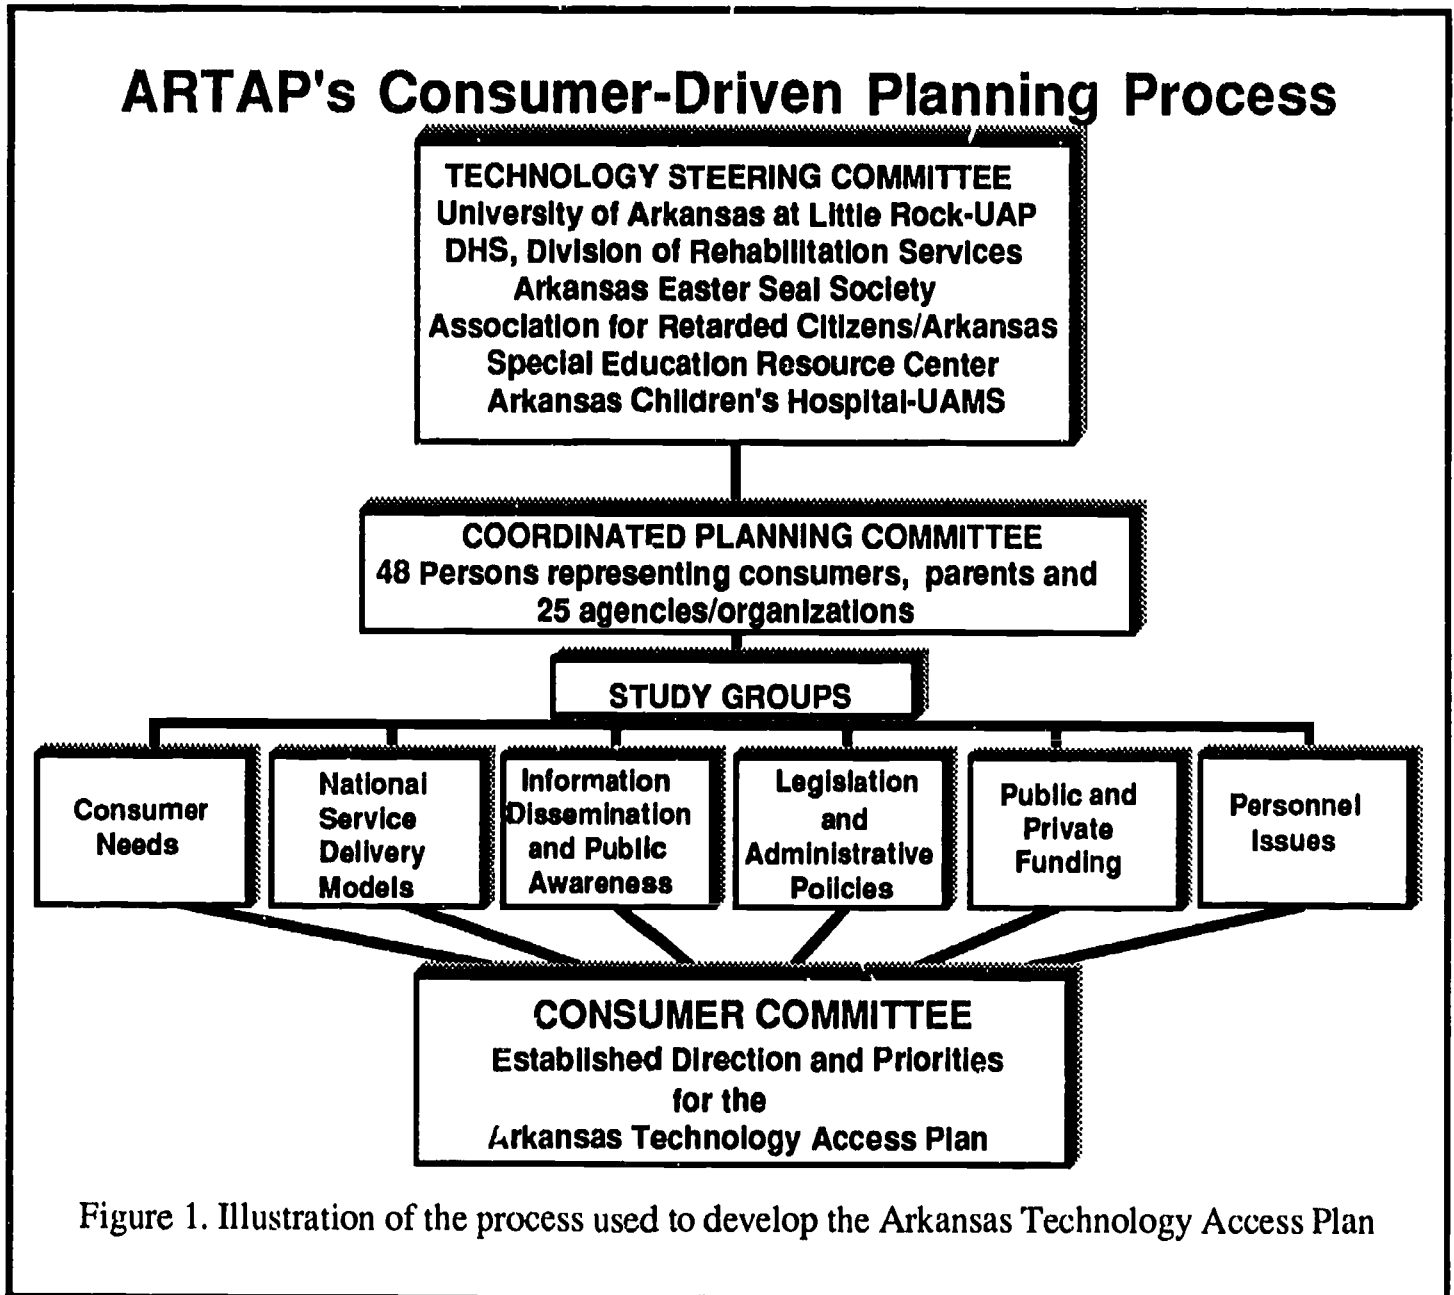 ARTAP's Consumer-Driven Planning Process
TECHNOLOGY STEERING COMMITTEE
University of Arkansas at Little Rock-UAP
DHS, Division of Rehabilitation Services
Arkansas Easter Seal Society
Association for Retarded Citizens/Arkansas
Special Education Resource Center
Arkansas Children's Hospital-UAMS
COORDINATED PLANNING COMMITTEE
48 Persons representing consumers, parents and
25 agencies/organizations
STUDY GROUPS
Consumer
Needs
National
Service
Delivery
Models
Information
Dissemination
and Public
Awareness
Legislation
and
Administrative
Policies
Public and
Private
Funding
Personnel
Issues
CONSUMER COMMITTEE
Established Direction and Priorities
for the
Arkansas Technology Access Plan
Figure 1. Illustration of the process used to develop the Arkansas Technology Access Plan